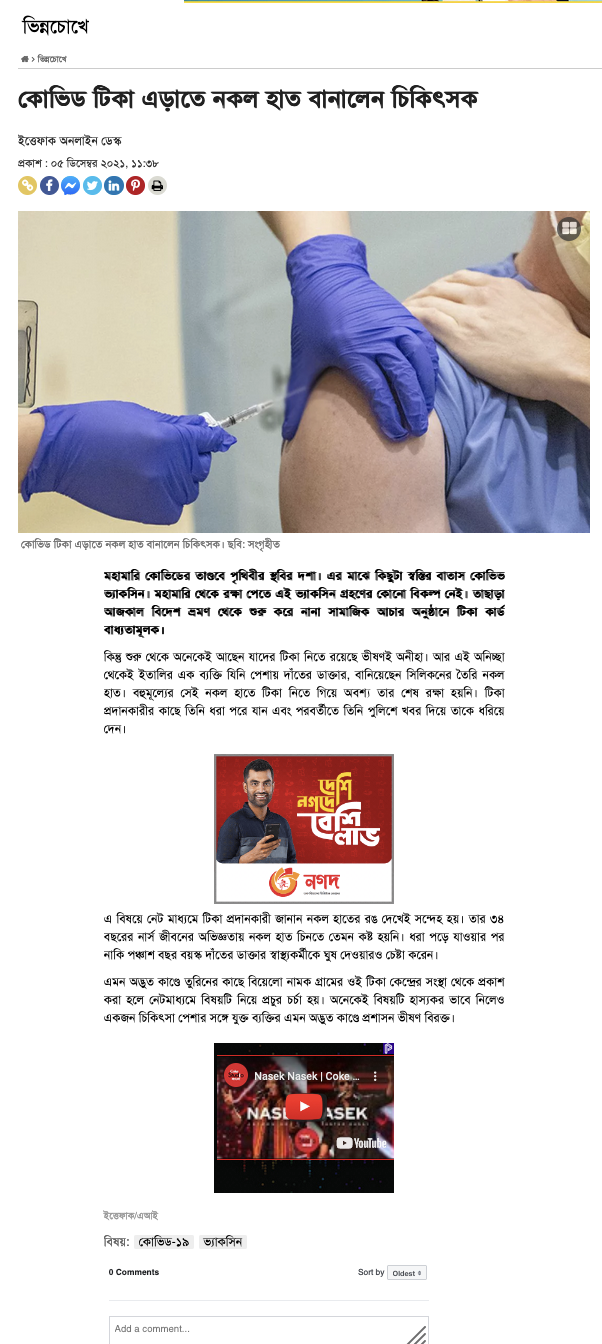 ভিন্নচোখে
> ভিন্নচোখে
কোভিড টিকা এড়াতে নকল হাত বানালেন চিকিৎসক
ইত্তেফাক অনলাইন ডেস্ক
প্রকাশ : ০৫ ডিসেম্বর ২০২১, ১১:৩৮
কোভিড টিকা এড়াতে নকল হাত বানালেন চিকিৎসক। ছবি: সংগৃহীত
মহামারি কোভিডের তাণ্ডবে পৃথিবীর স্থবির দশা। এর মাঝে কিছুটা স্বস্তির বাতাস কোভিড
ভ্যাকসিন। মহামারি থেকে রক্ষা পেতে এই ভ্যাকসিন গ্রহণের কোনো বিকল্প নেই। তাছাড়া
আজকাল বিদেশ ভ্রমণ থেকে শুরু করে নানা সামাজিক আচার অনুষ্ঠানে টিকা কার্ড
বাধ্যতামূলক।
কিন্তু শুরু থেকে অনেকেই আছেন যাদের টিকা নিতে রয়েছে ভীষণই অনীহা। আর এই অনিচ্ছা
থেকেই ইতালির এক ব্যক্তি যিনি পেশায় দাঁতের ডাক্তার, বানিয়েছেন সিলিকনের তৈরি নকল
হাত। বহুমূল্যের সেই নকল হাতে টিকা নিতে গিয়ে অবশ্য তার শেষ রক্ষা হয়নি। টিকা
প্রদানকারীর কাছে তিনি ধরা পরে যান এবং পরবর্তীতে তিনি পুলিশে খবর দিয়ে তাকে ধরিয়ে
দেন।
দেশি
নগদে
বেশি
লাভ
নগদ
এ বিষয়ে নেট মাধ্যমে টিকা প্রদানকারী জানান নকল হাতের রঙ দেখেই সন্দেহ হয়। তার ৩৪
বছরের নার্স জীবনের অভিজ্ঞতায় নকল হাত চিনতে তেমন কষ্ট হয়নি। ধরা পড়ে যাওয়ার পর
নাকি পঞ্চাশ বছর বয়স্ক দাঁতের ডাক্তার স্বাস্থ্যকর্মীকে ঘুষ দেওয়ারও চেষ্টা করেন।
এমন অদ্ভুত কাণ্ডে তুরিনের কাছে বিয়েলো নামক গ্রামের ওই টিকা কেন্দ্রের সংস্থা থেকে প্রকাশ
করা হলে নেটমাধ্যমে বিষয়টি নিয়ে প্রচুর চর্চা হয়। অনেকেই বিষয়টি হাস্যকর ভাবে নিলেও
একজন চিকিৎসা পেশার সঙ্গে যুক্ত ব্যক্তির এমন অদ্ভুত কাণ্ডে প্রশাসন ভীষণ বিরক্ত।
Nasek Nasek | Coke ...
YouTube
ইত্তেফাক/এআই
বিষয়: কোভিড-১৯ ভ্যাকসিন
0 Comments Sort by Oldest
Add a comment...